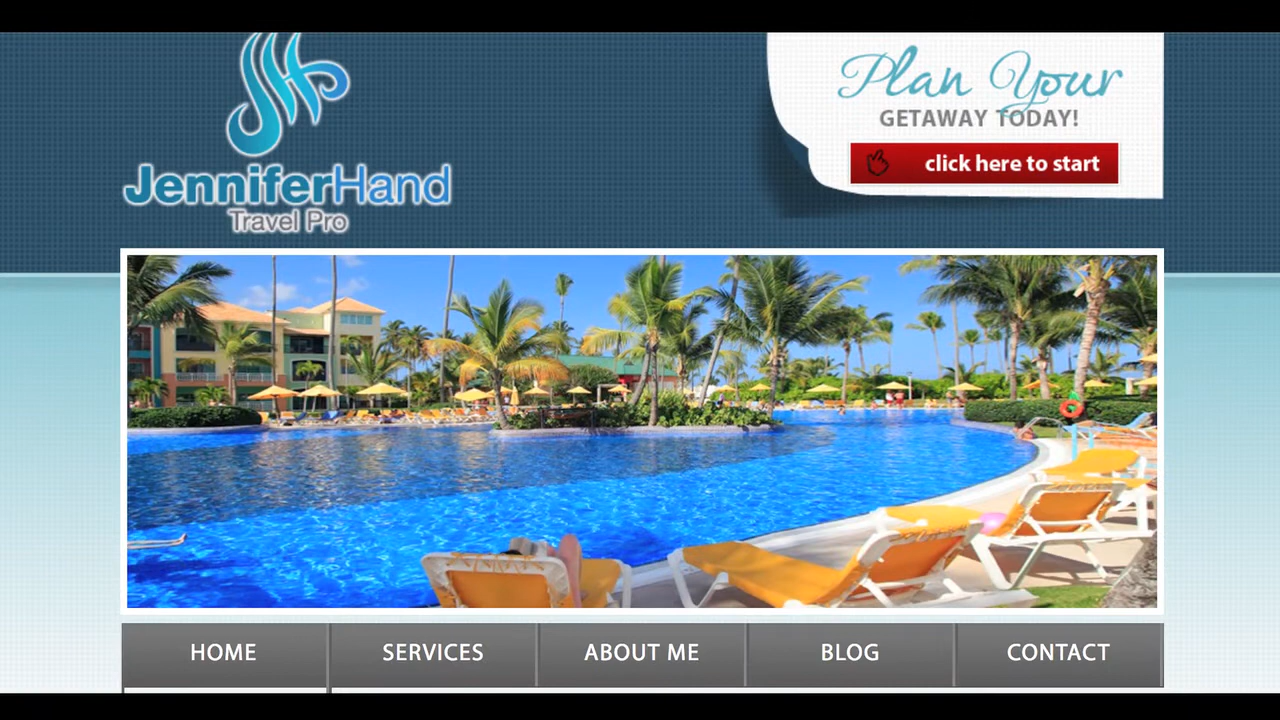 JenniferHand
Travel Pro
Plan Your
GETAWAY TODAY!
click here to start
HOME
SERVICES
ABOUT ME
BLOG
CONTACT